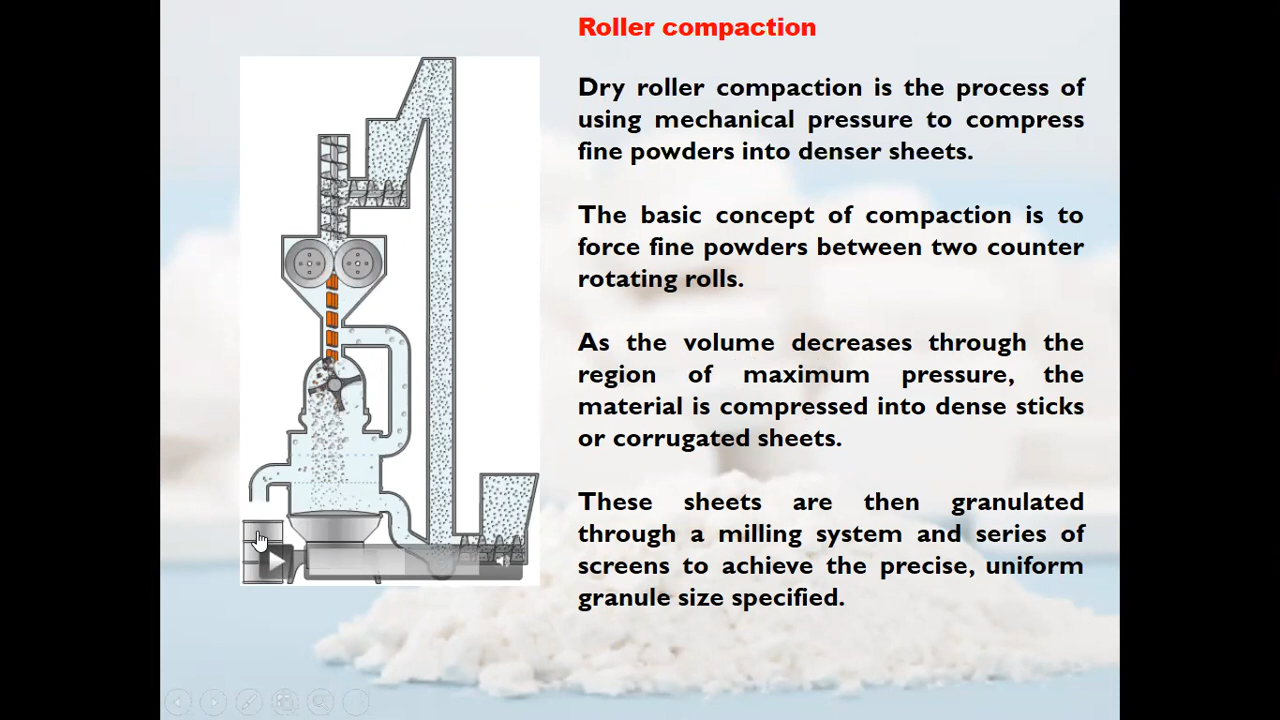 Roller compaction
Dry roller compaction is the process of
using mechanical pressure to compress
fine powders into denser sheets.
The basic concept of compaction is to
force fine powders between two counter
rotating rolls.
As the volume decreases through the
region of maximum pressure, the
material is compressed into dense sticks
or corrugated sheets.
These sheets are then granulated
through a milling system and series of
screens to achieve the precise, uniform
granule size specified.